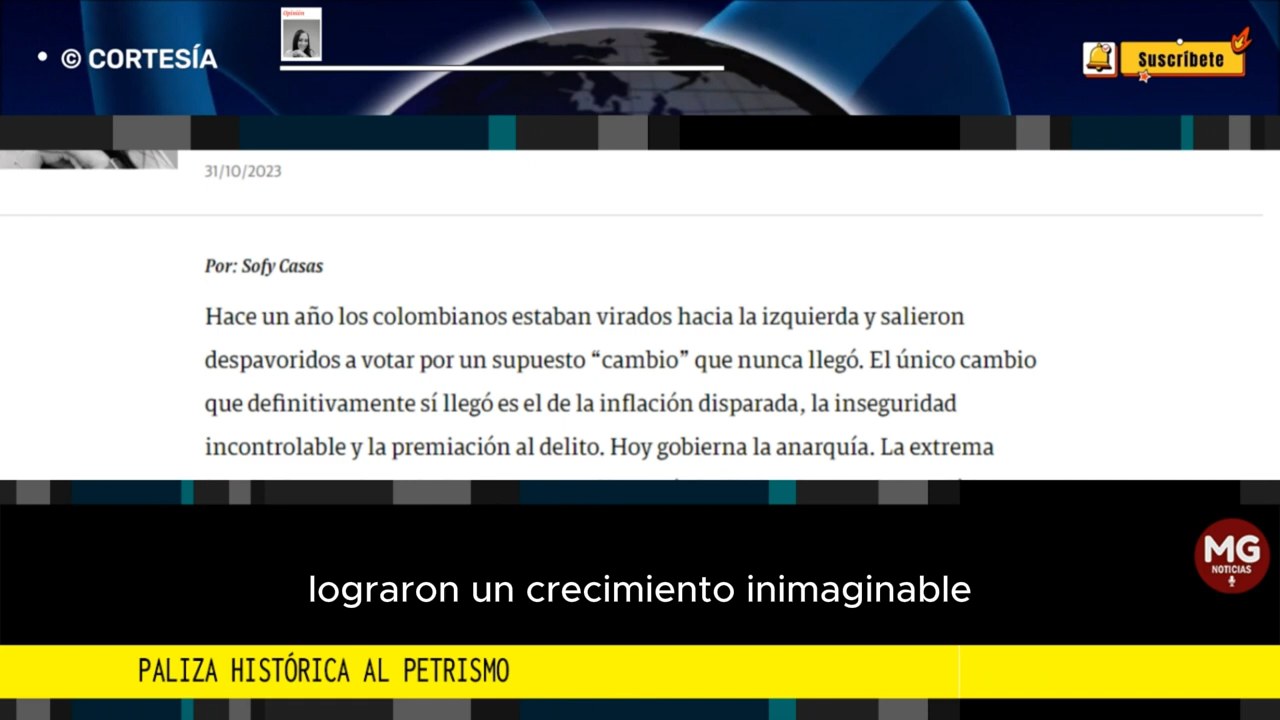 Opinión
• © CORTESÍA
Suscríbete
31/10/2023
Por: Sofy Casas
Hace un año los colombianos estaban virados hacia la izquierda y salieron
despavoridos a votar por un supuesto “cambio” que nunca llegó. El único cambio
que definitivamente sí llegó es el de la inflación disparada, la inseguridad
incontrolable y la premiación al delito. Hoy gobierna la anarquía. La extrema
MG
NOTICIAS
lograron un crecimiento inimaginable
PALIZA HISTÓRICA AL PETRISMO